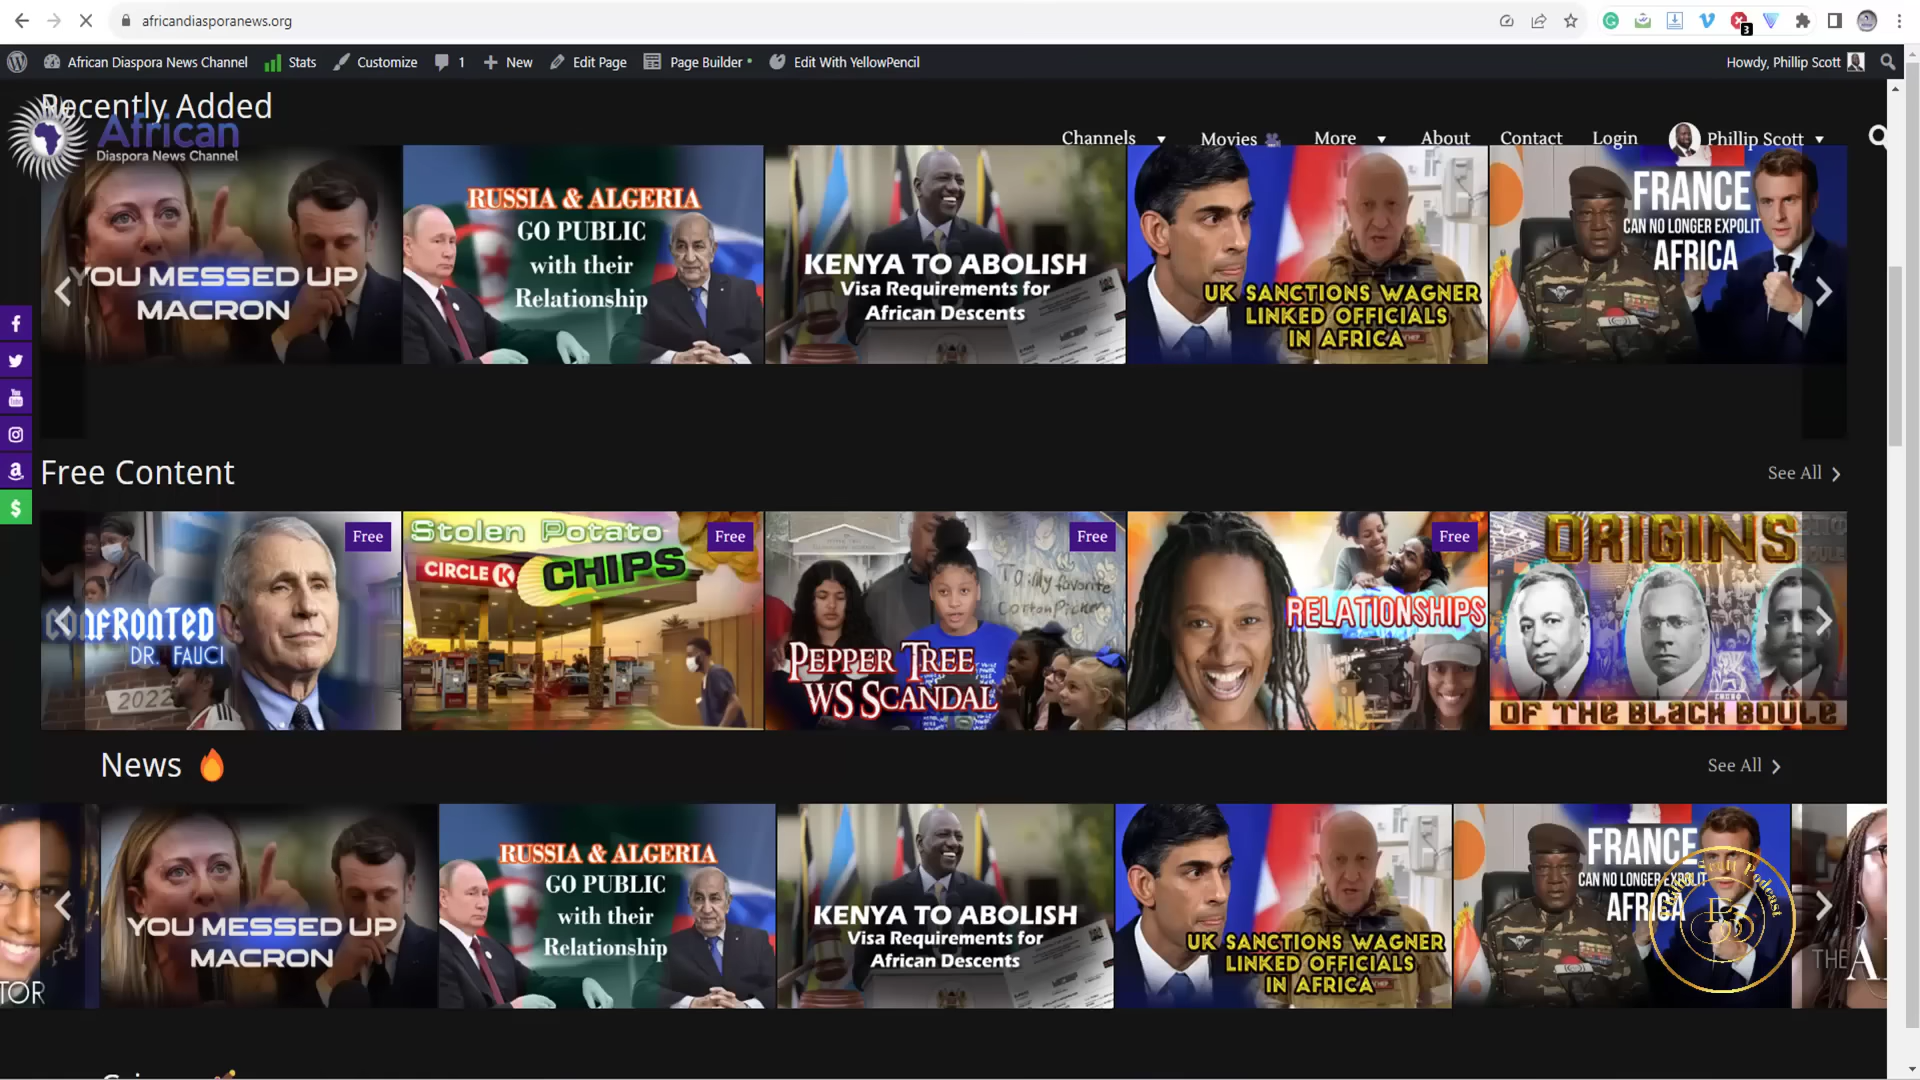 africandiasporanews.org
3
African Diaspora News Channel
Stats
Customize
1
New
Edit Page
Page Builder
Edit With YellowPencil
Howdy, Phillip Scott
Recently Added
African
Diaspora News Channel
Channels
Movies
More
About
Contact
Login
Phillip Scott
YOU MESSED UP
MACRON
RUSSIA & ALGERIA
GO PUBLIC
with their
Relationship
KENYA TO ABOLISH
Visa Requirements for
African Descents
UK SANCTIONS WAGNER
LINKED OFFICIALS
IN AFRICA
FRANCE
CAN NO LONGER EXPOLIT
AFRICA
Free Content
See All
CONFRONTED
DR. FAUCI
2022
Free
Stolen Potato
CHIPS
CIRCLE K
Free
PEPPER TREE
WS SCANDAL
Free
RELATIONSHIPS
Free
ORIGINS
OF THE BLACK BOULE
News
See All
TOR
YOU MESSED UP
MACRON
RUSSIA & ALGERIA
GO PUBLIC
with their
Relationship
KENYA TO ABOLISH
Visa Requirements for
African Descents
UK SANCTIONS WAGNER
LINKED OFFICIALS
IN AFRICA
FRANCE
CAN NO LONGER EXPOLIT
AFRICA
Podcast
THE